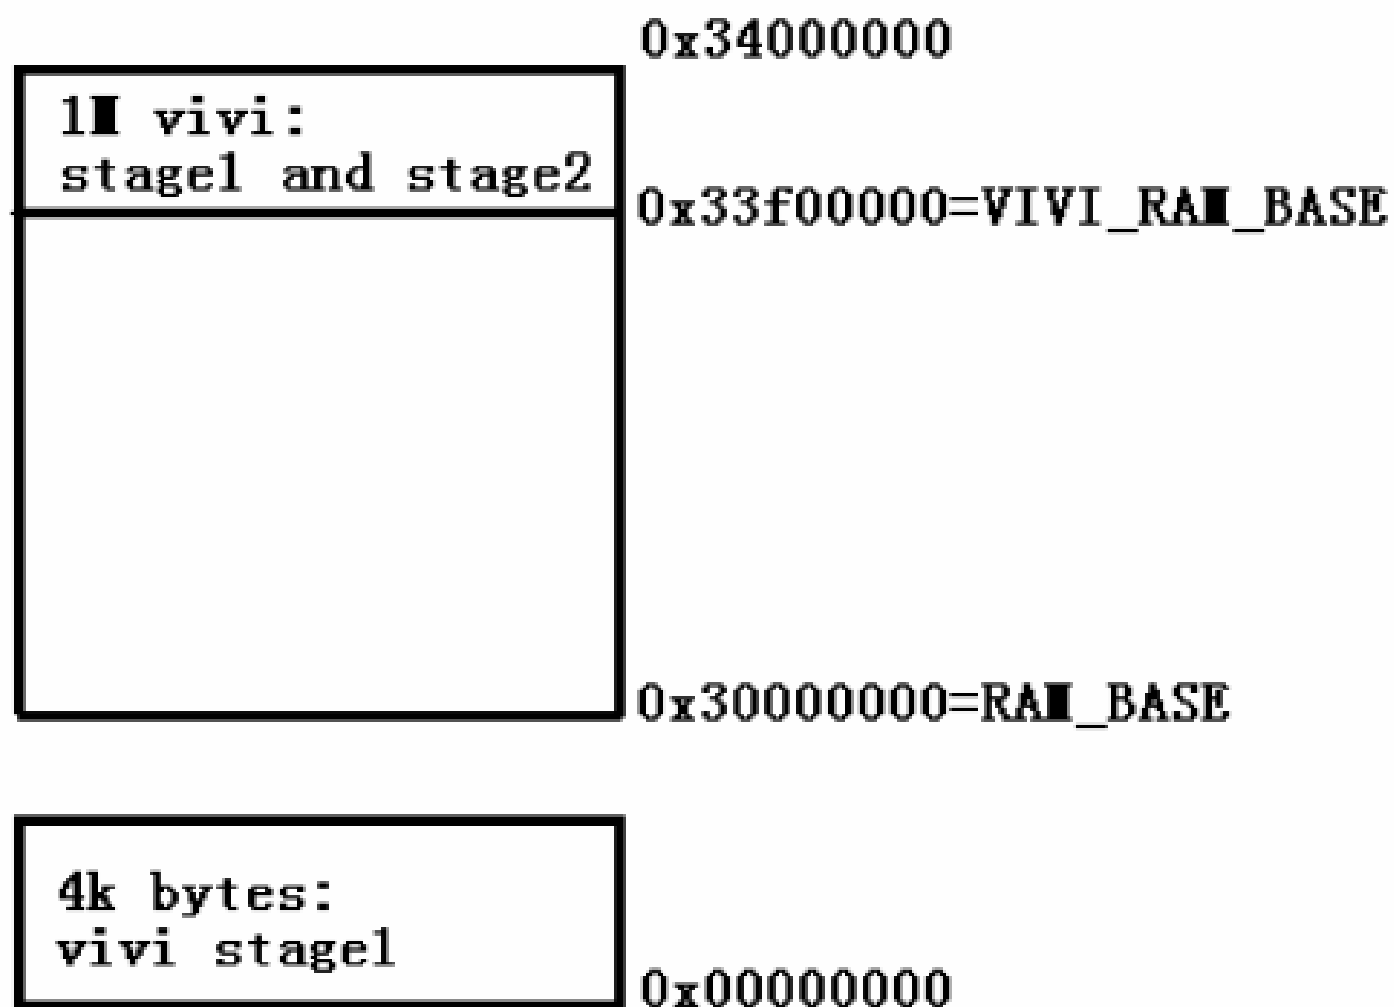 0x34000000
1M vivi:
stage1 and stage2
0x33f00000=VIVI_RAM_BASE
0x30000000=RAM_BASE
4k bytes:
vivi stage1
0x00000000